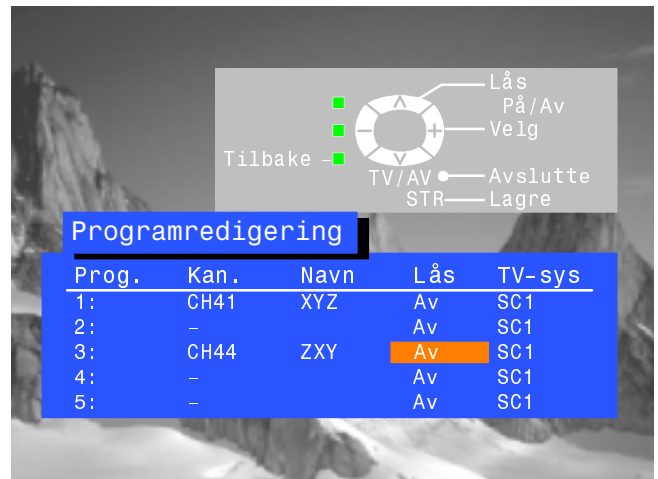 Lås
På/Av
Velg
Tilbake
TV/AV
Avslutte
STR
Lagre
Programredigering
Prog. Kan. Navn Lås TV-sys
1: CH41 XYZ Av SC1
2: – Av SC1
3: CH44 ZXY Av SC1
4: – Av SC1
5: – Av SC1